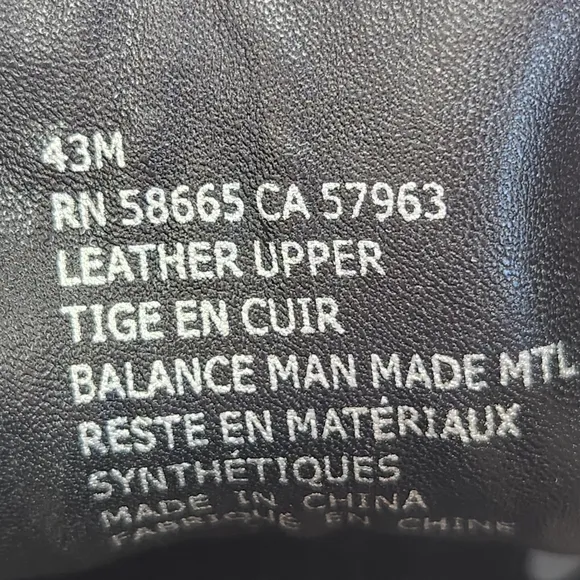 43M
RN 58665 CA 57963
LEATHER UPPER
TIGE EN CUIR
BALANCE MAN MADE MTL
RESTE EN MATÉRIAUX
SYNTHÉTIQUES
MADE IN CHINA
FABRIQUÉ EN CHINE